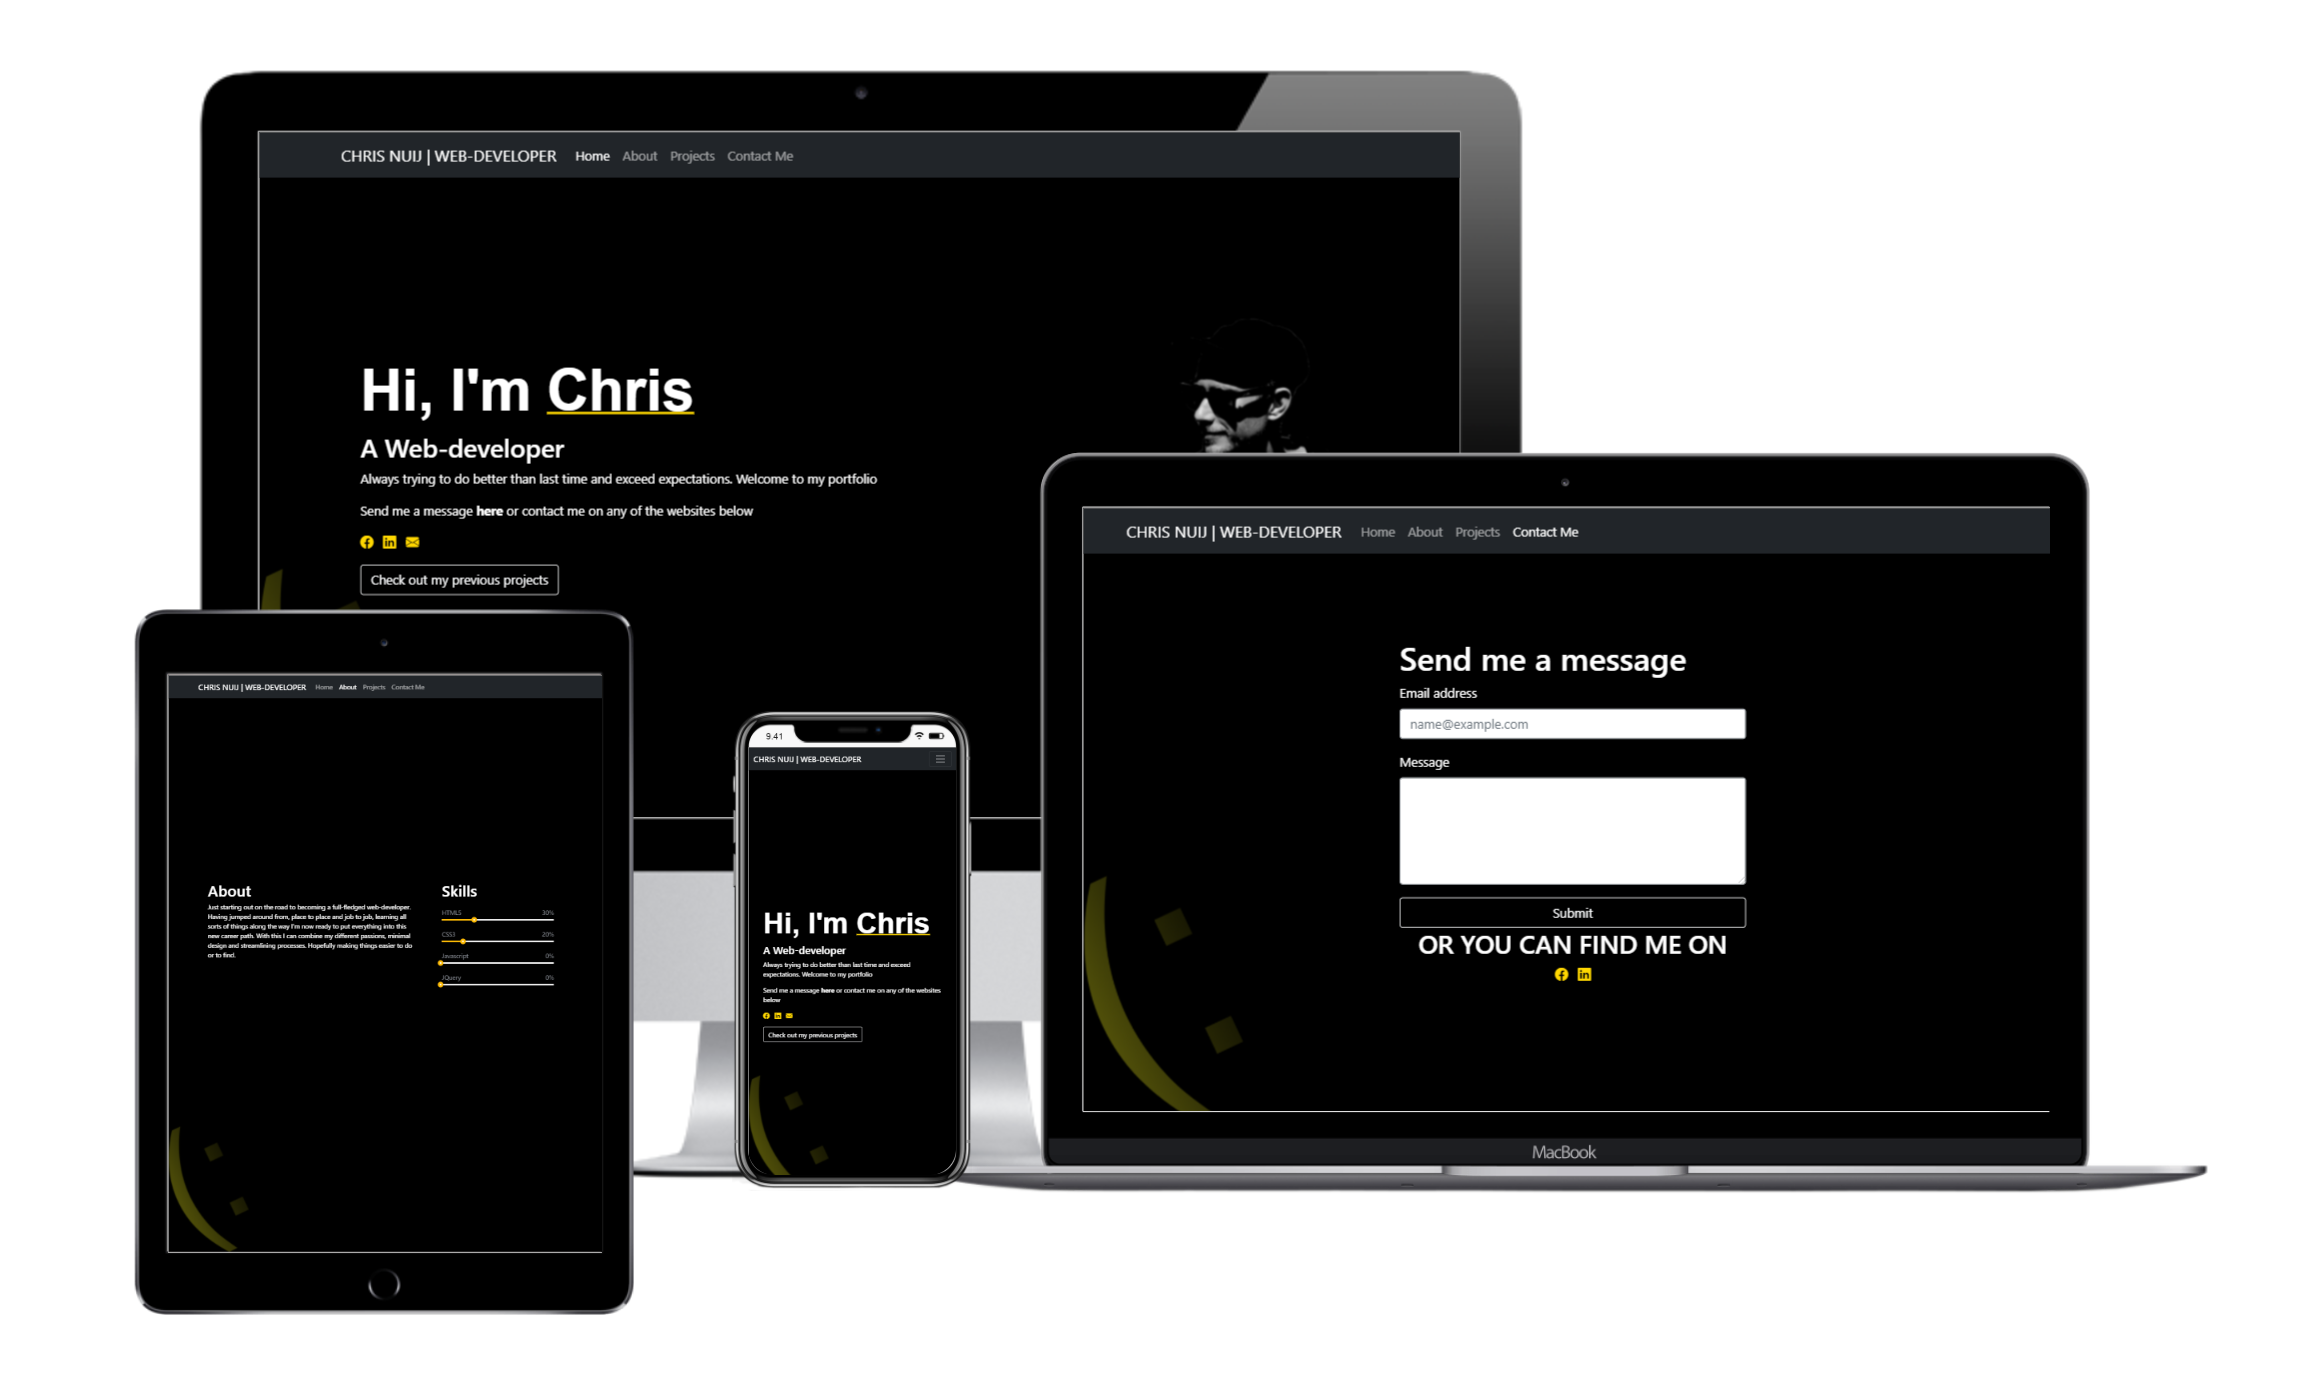 CHRIS NUIJ | WEB-DEVELOPER Home About Projects Contact Me
Hi, I'm Chris
A Web-developer
Always trying to do better than last time and exceed expectations. Welcome to my portfolio
Send me a message here or contact me on any of the websites below
Check out my previous projects
CHRIS NUIJ | WEB-DEVELOPER Home About Projects Contact Me
Send me a message
Email address
name@example.com
Message
Submit
OR YOU CAN FIND ME ON
MacBook
CHRIS NUIJ | WEB-DEVELOPER Home About Projects Contact Me
About
Just starting out on the road to becoming a full-fledged web-developer.
Having jumped around from, place to place and job to job, learning all
sorts of things along the way I'm now ready to put everything into this
new career path. With this I can combine my different passions, minimal
design and streamlining processes. Hopefully making things easier to do
or to find.
Skills
HTML5 30%
CSS3 20%
Javascript 0%
JQuery 0%
9.41
CHRIS NUIJ | WEB-DEVELOPER
Hi, I'm Chris
A Web-developer
Always trying to do better than last time and exceed
expectations. Welcome to my portfolio
Send me a message here or contact me on any of the websites
below
Check out my previous projects